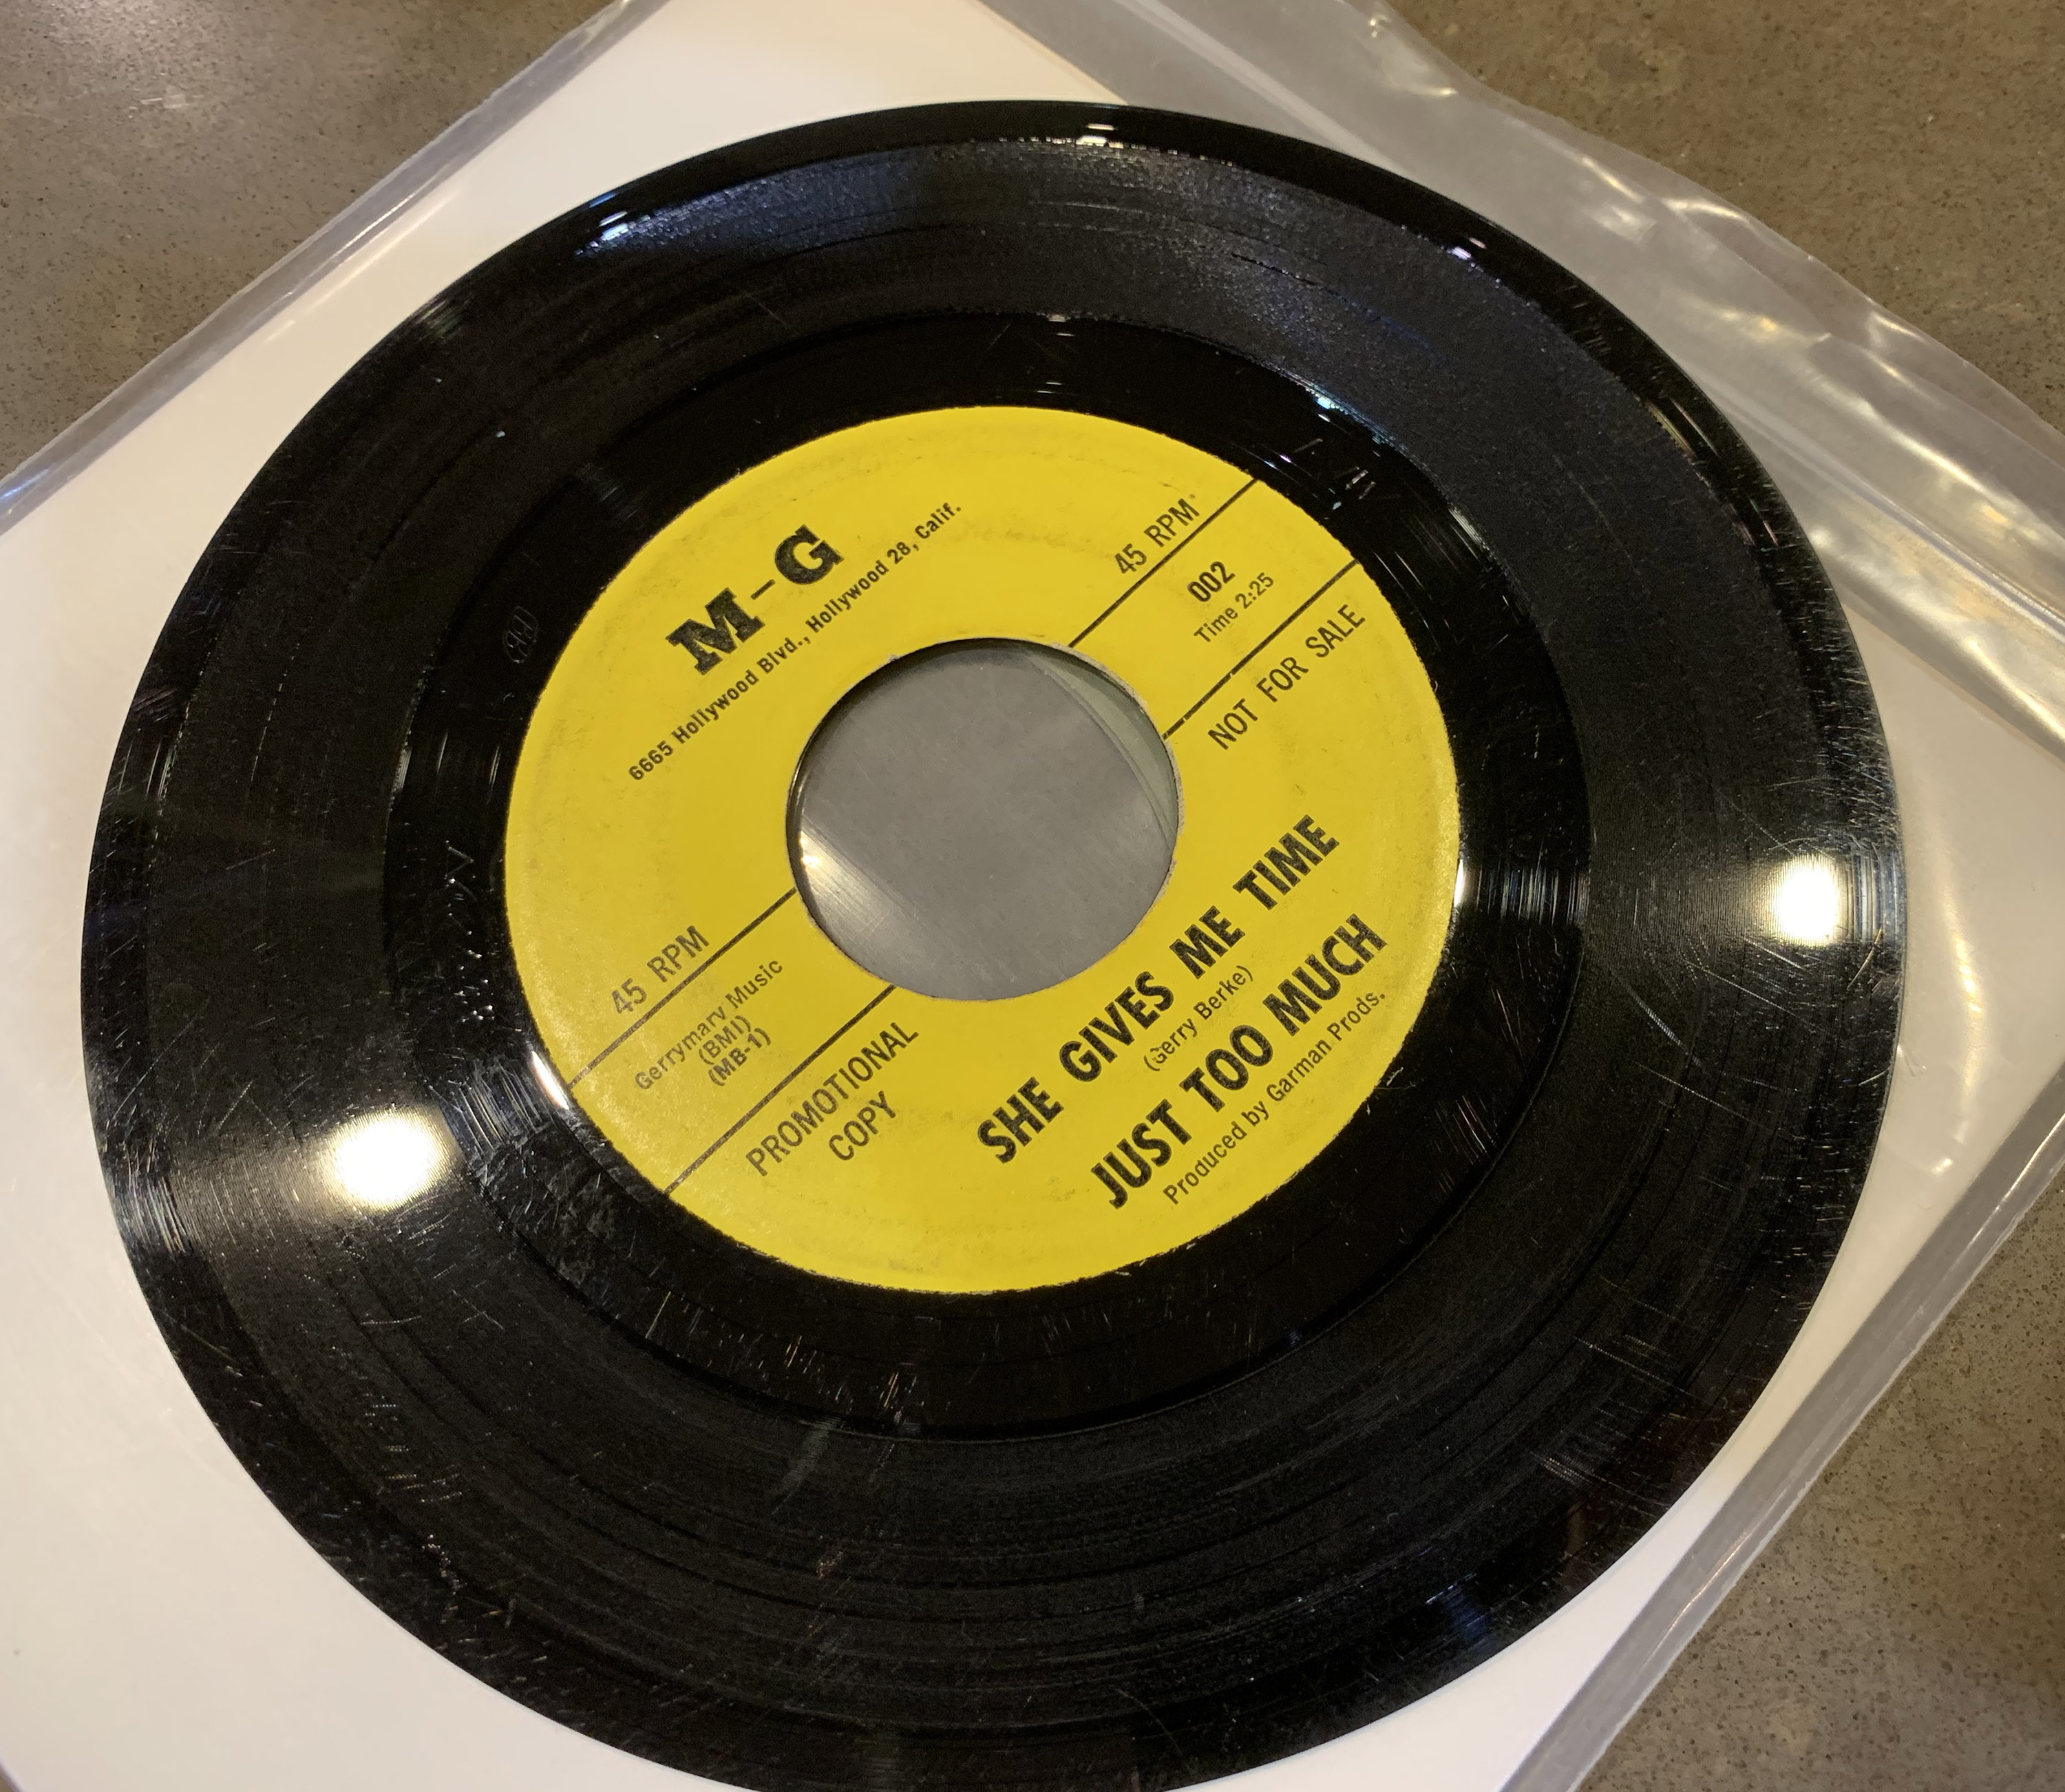 M-G
6665 Hollywood Blvd., Hollywood 28, Calif.
45 RPM
45 RPM
Gerrymary Music
(BMI)
(MB-1)
002
Time 2:25
PROMOTIONAL
COPY
NOT FOR SALE
SHE GIVES ME TIME
(Gerry Berke)
JUST TOO MUCH
Produced by Garman Prods.